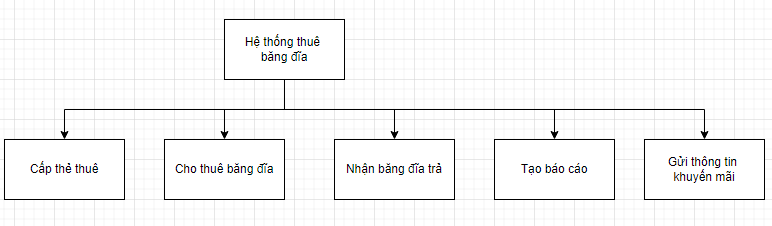 Hệ thống thuê
băng đĩa
Cấp thẻ thuê
Cho thuê băng đĩa
Nhận băng đĩa trả
Tạo báo cáo
Gửi thông tin
khuyến mãi